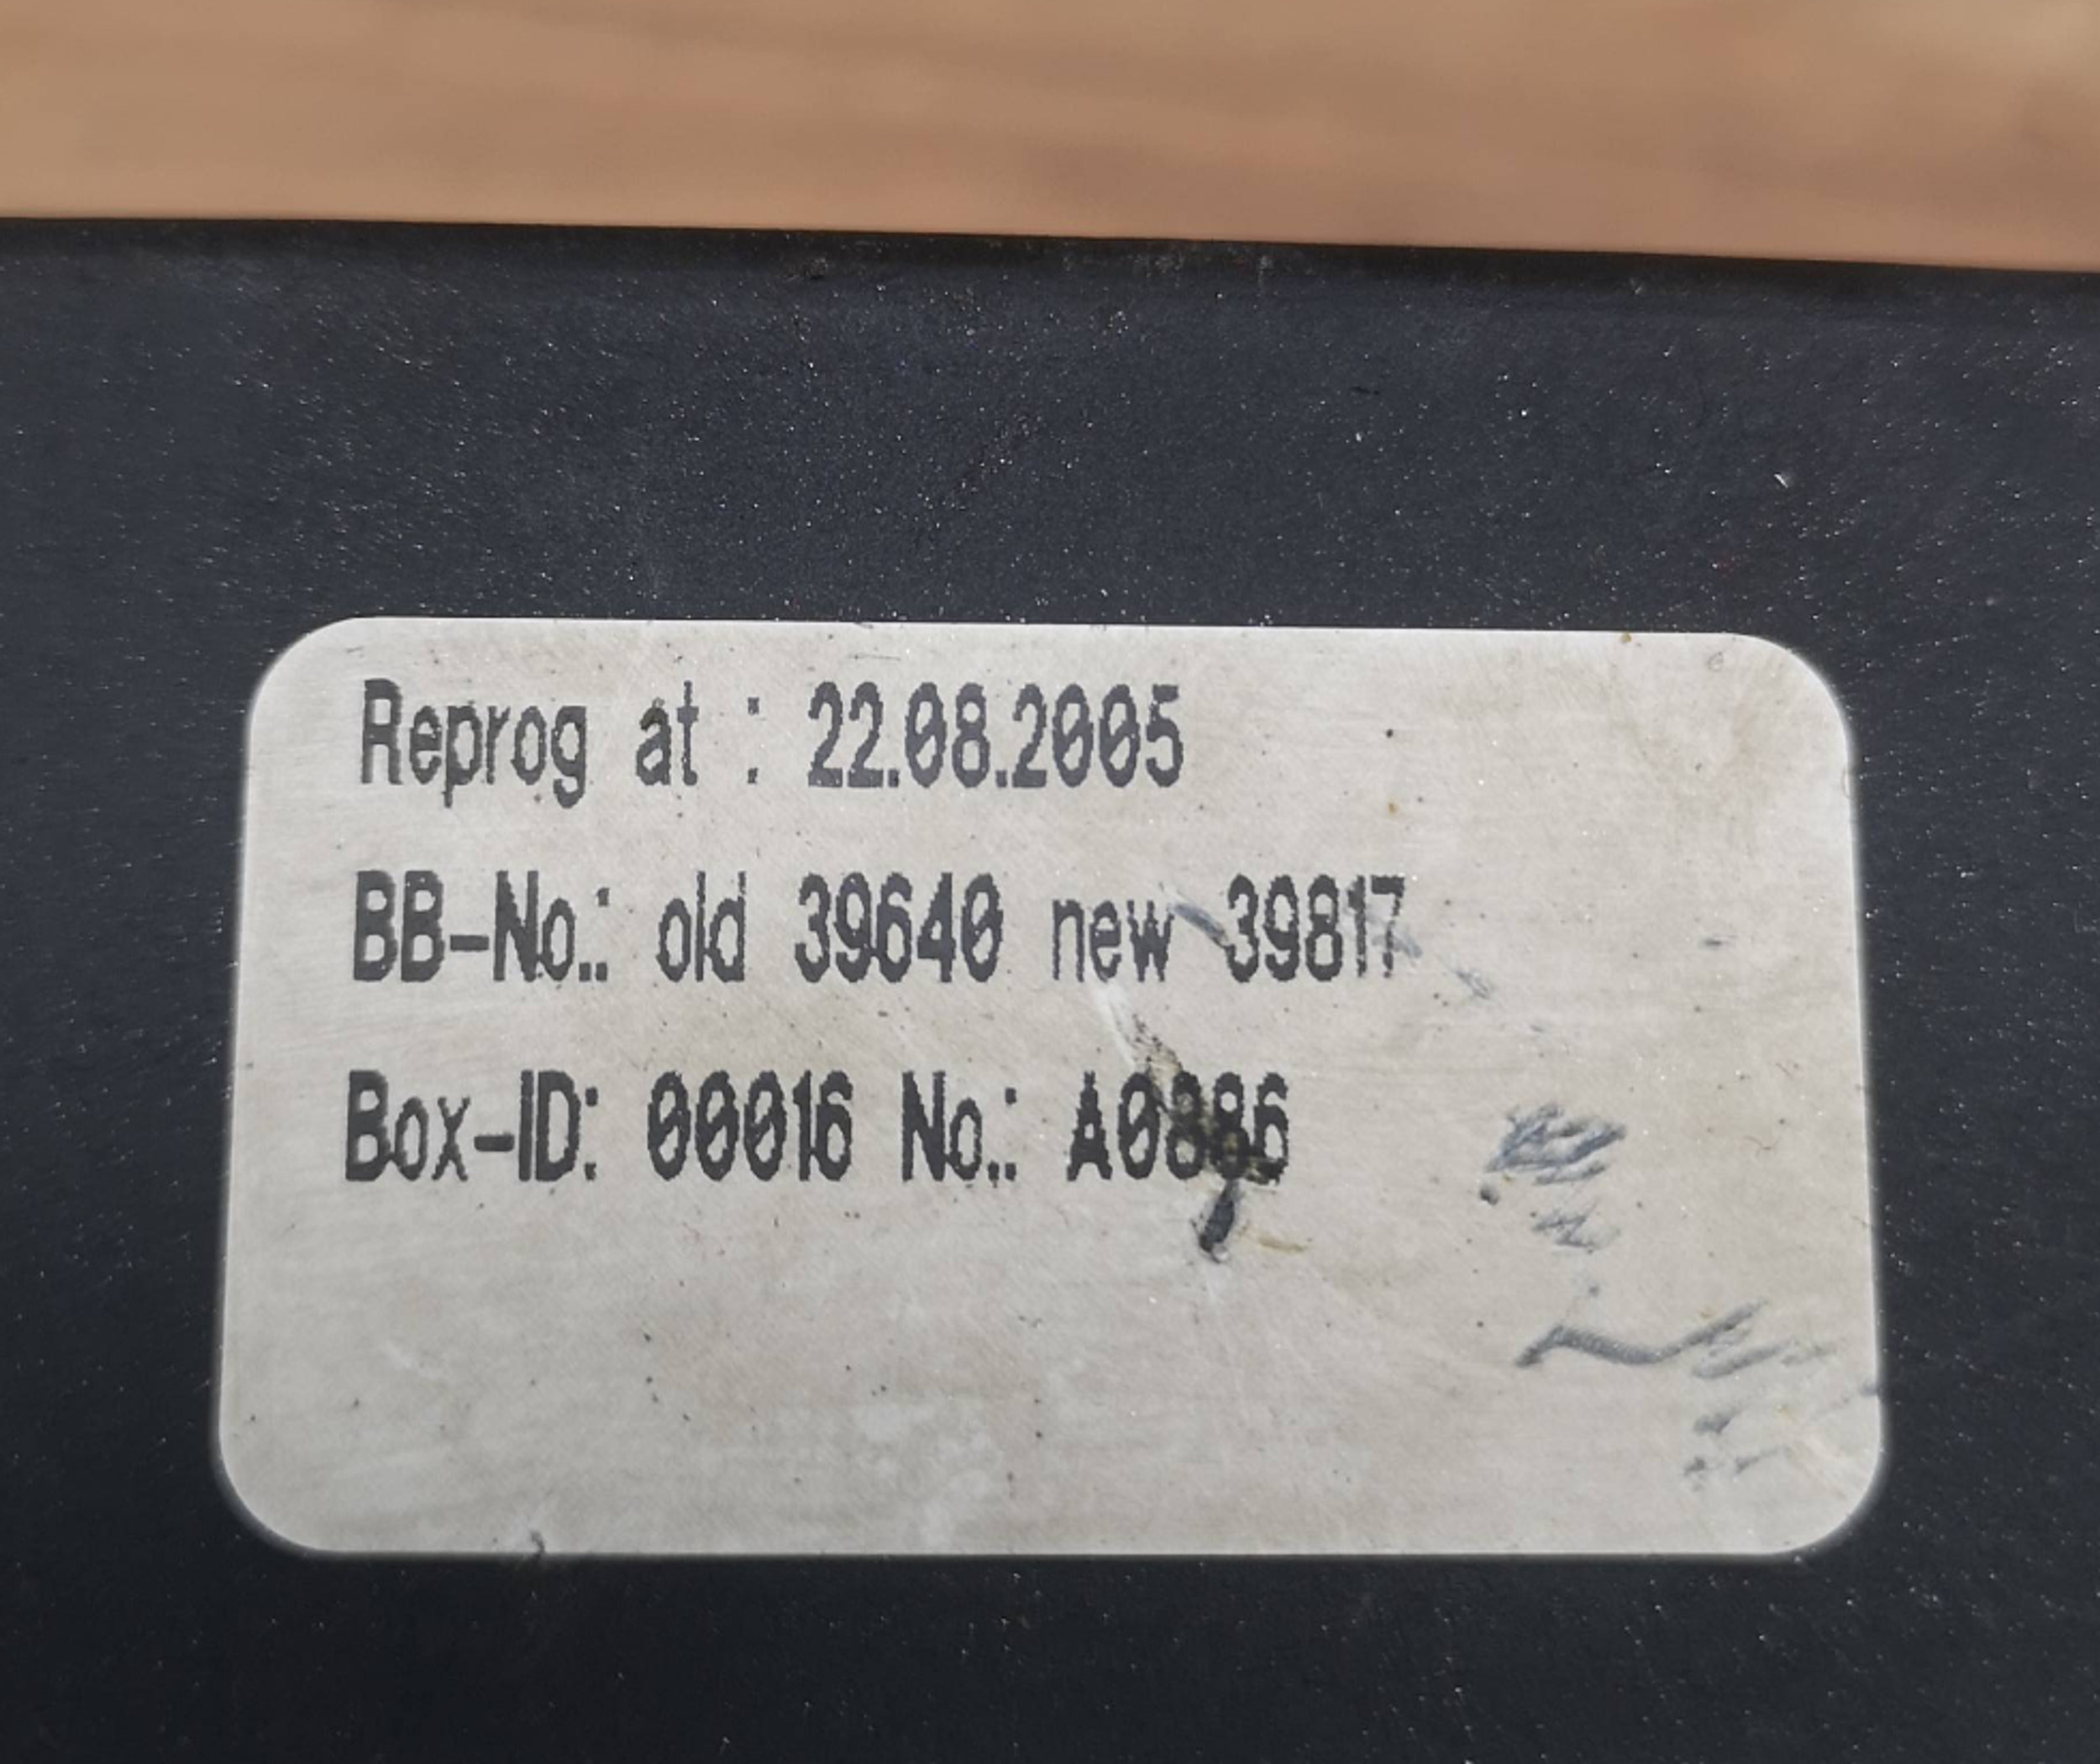 Reprog at : 22.08.2005
BB-No.: old 39640 new 39817
Box-ID: 00016 No.: A0886